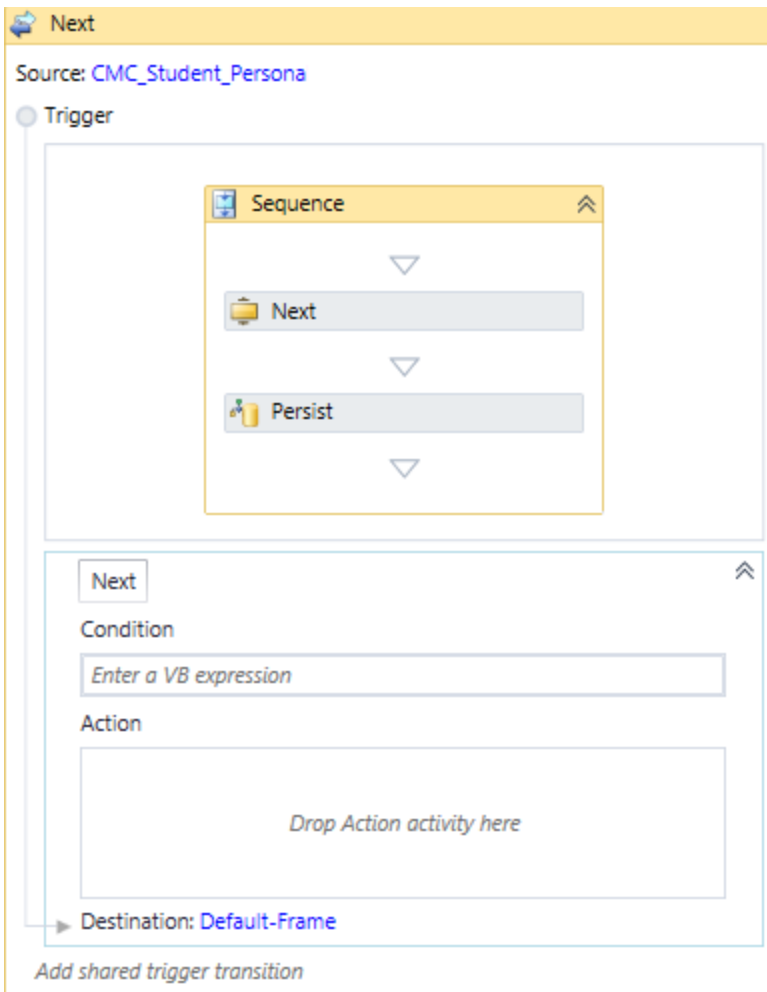 Next
Source: CMC_Student_Persona
Trigger
Sequence
Next
Persist
Next
Condition
Enter a VB expression
Action
Drop Action activity here
Destination: Default-Frame
Add shared trigger transition